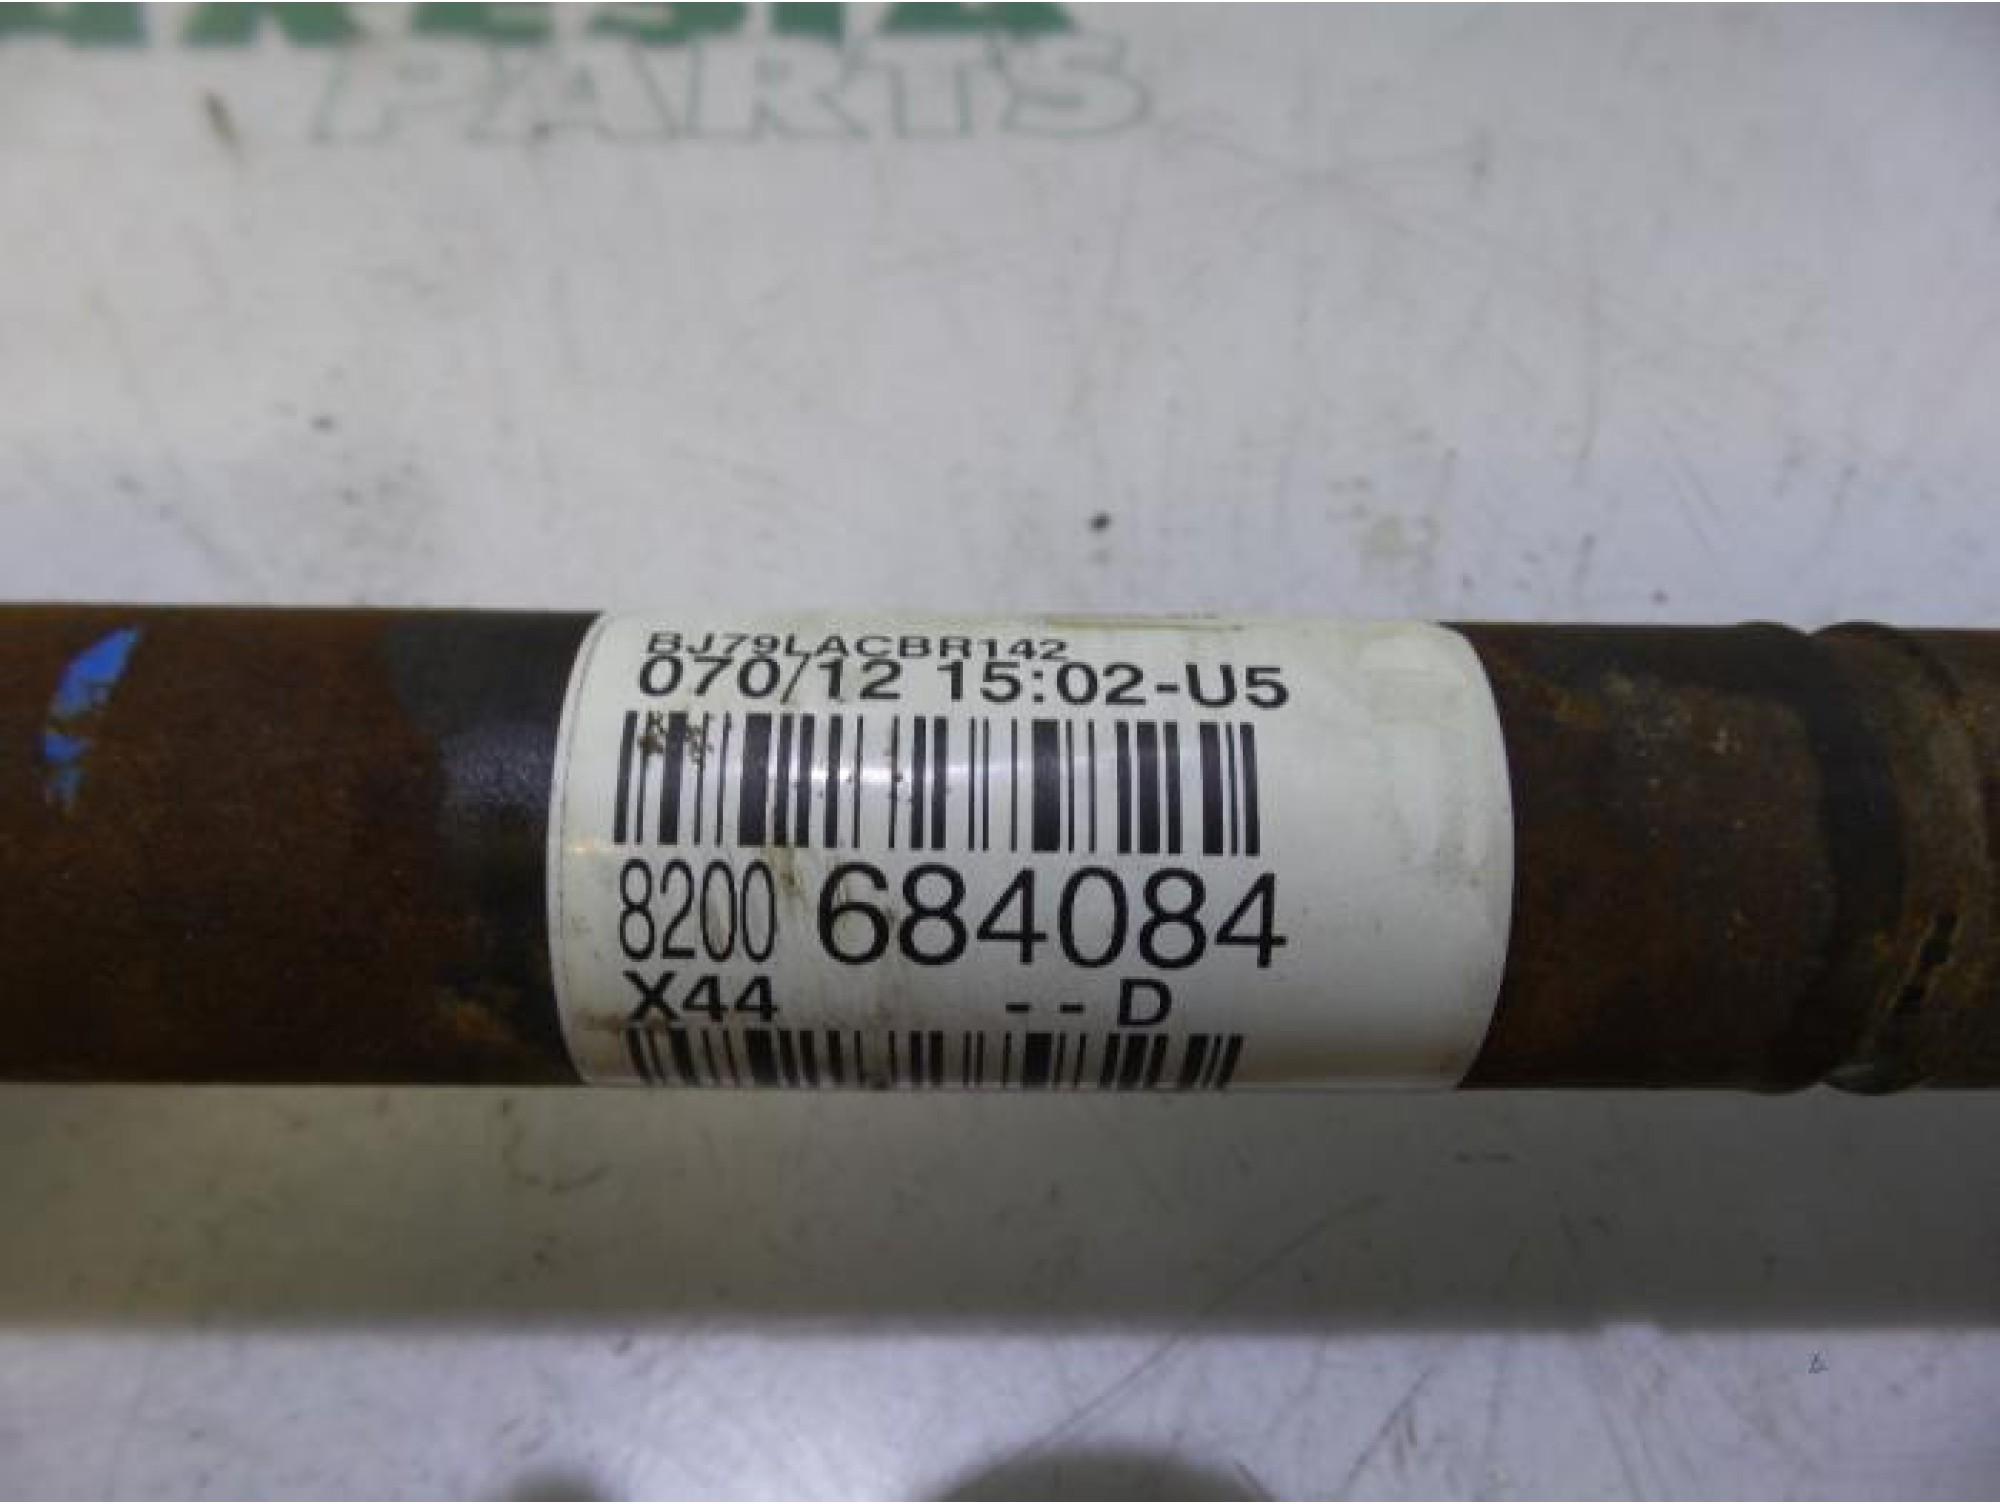 PARTS
BJ79LACBR142
070/12 15:02-U5
8200 684084
X44 - - D